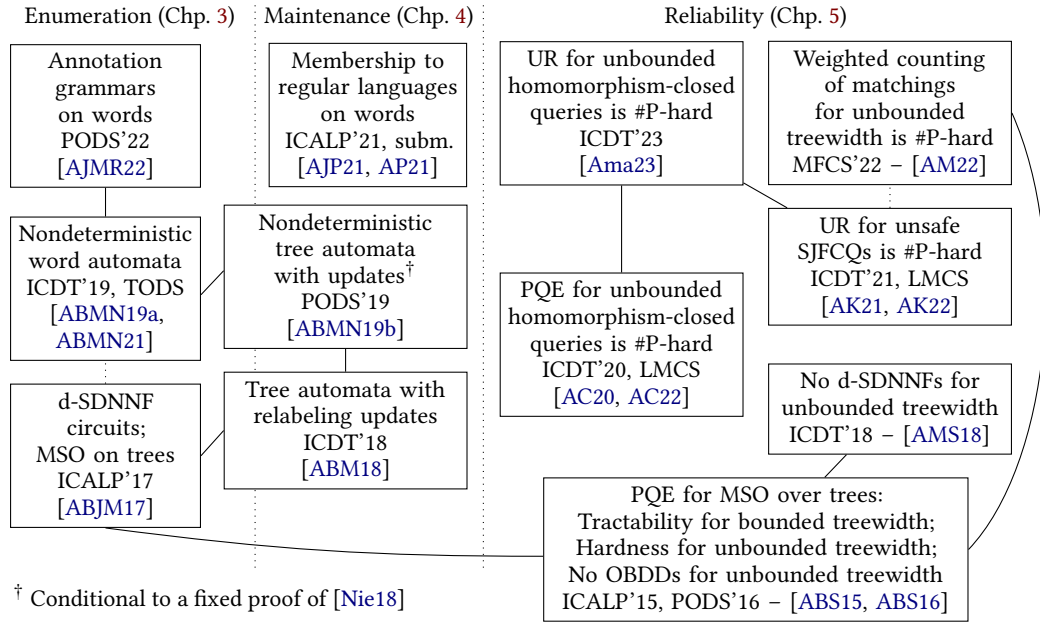 Enumeration (Chp. 3)
Maintenance (Chp. 4)
Reliability (Chp. 5)
Annotation
grammars
on words
PODS’22
[AJMR22]
Membership to
regular languages
on words
ICALP’21, subm.
[AJP21, AP21]
UR for unbounded
homomorphism-closed
queries is #P-hard
ICDT’23
[Ama23]
Weighted counting
of matchings
for unbounded
treewidth is #P-hard
MFCS’22 – [AM22]
Nondeterministic
word automata
ICDT’19, TODS
[ABMN19a,
ABMN21]
Nondeterministic
tree automata
with updates†
PODS’19
[ABMN19b]
UR for unsafe
SJFCQs is #P-hard
ICDT’21, LMCS
[AK21, AK22]
PQE for unbounded
homomorphism-closed
queries is #P-hard
ICDT’20, LMCS
[AC20, AC22]
d-SDNNF
circuits;
MSO on trees
ICALP’17
[ABJM17]
Tree automata with
relabeling updates
ICDT’18
[ABM18]
No d-SDNNFs for
unbounded treewidth
ICDT’18 – [AMS18]
PQE for MSO over trees:
Tractability for bounded treewidth;
Hardness for unbounded treewidth;
No OBDDs for unbounded treewidth
ICALP’15, PODS’16 – [ABS15, ABS16]
† Conditional to a fixed proof of [Nie18]